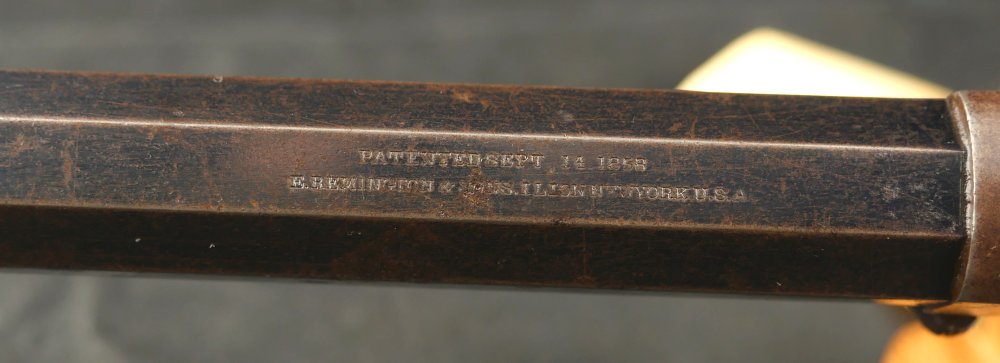 PATENTED SEPT. 14 1858
E. REMINGTON & SONS. ILION NEW YORK U.S.A